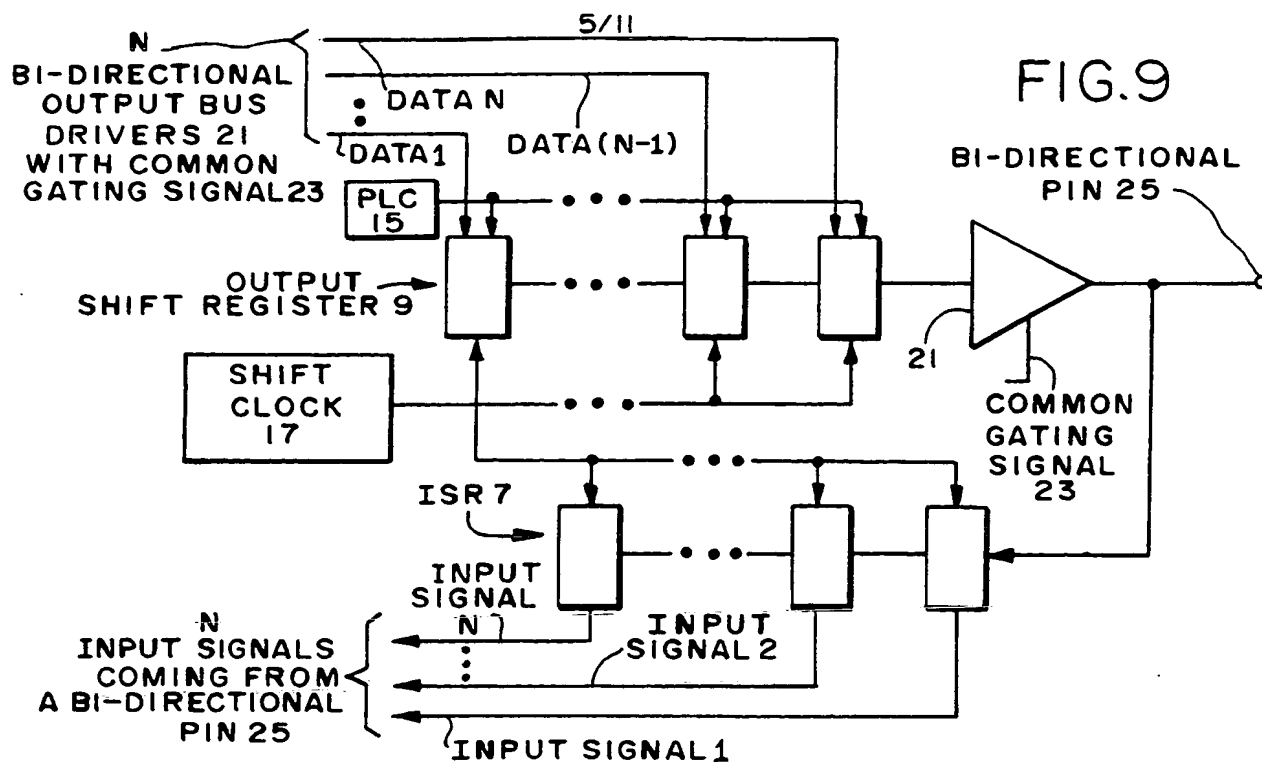 N
BI-DIRECTIONAL
OUTPUT BUS
DRIVERS 21
WITH COMMON
GATING SIGNAL 23
5/11
DATA N
DATA (N-1)
DATA 1
FIG. 9
BI-DIRECTIONAL
PIN 25
PLC
15
OUTPUT
SHIFT REGISTER 9
21
SHIFT
CLOCK
17
COMMON
GATING
SIGNAL
23
ISR 7
INPUT
SIGNAL
N
INPUT
SIGNAL 2
N
INPUT SIGNALS
COMING FROM
A BI-DIRECTIONAL
PIN 25
INPUT SIGNAL 1